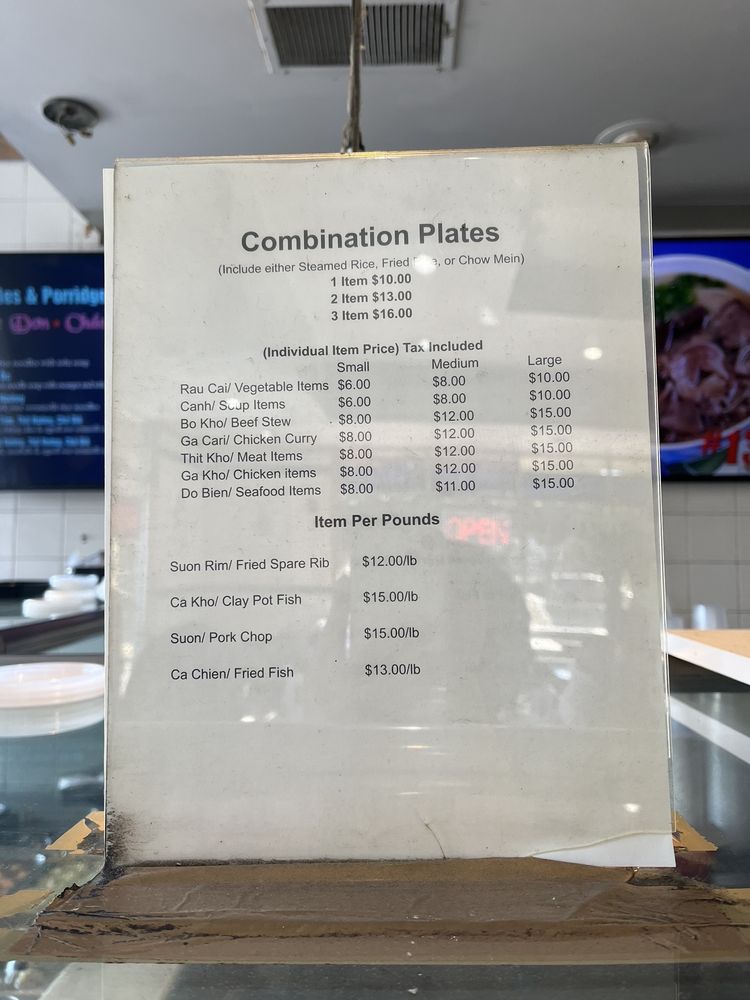 Combination Plates
(Include either Steamed Rice, Fried or Chow Mein)
1 Item $10.00
2 Item $13.00
3 Item $16.00
(Individual Item Price) Tax Included
Small Medium Large
Rau Cai/ Vegetable Items $6.00 $8.00 $10.00
Canh/ Soup Items $6.00 $8.00 $10.00
Bo Kho/ Beef Stew $8.00 $12.00 $15.00
Ga Cari/ Chicken Curry $8.00 $12.00 $15.00
Thit Kho/ Meat Items $8.00 $12.00 $15.00
Ga Kho/ Chicken items $8.00 $12.00 $15.00
Do Bien/ Seafood Items $8.00 $11.00 $15.00
Item Per Pounds
Suon Rim/ Fried Spare Rib $12.00/lb
Ca Kho/ Clay Pot Fish $15.00/lb
Suon/ Pork Chop $15.00/lb
Ca Chien/ Fried Fish $13.00/lb
& Porridge
OPEN